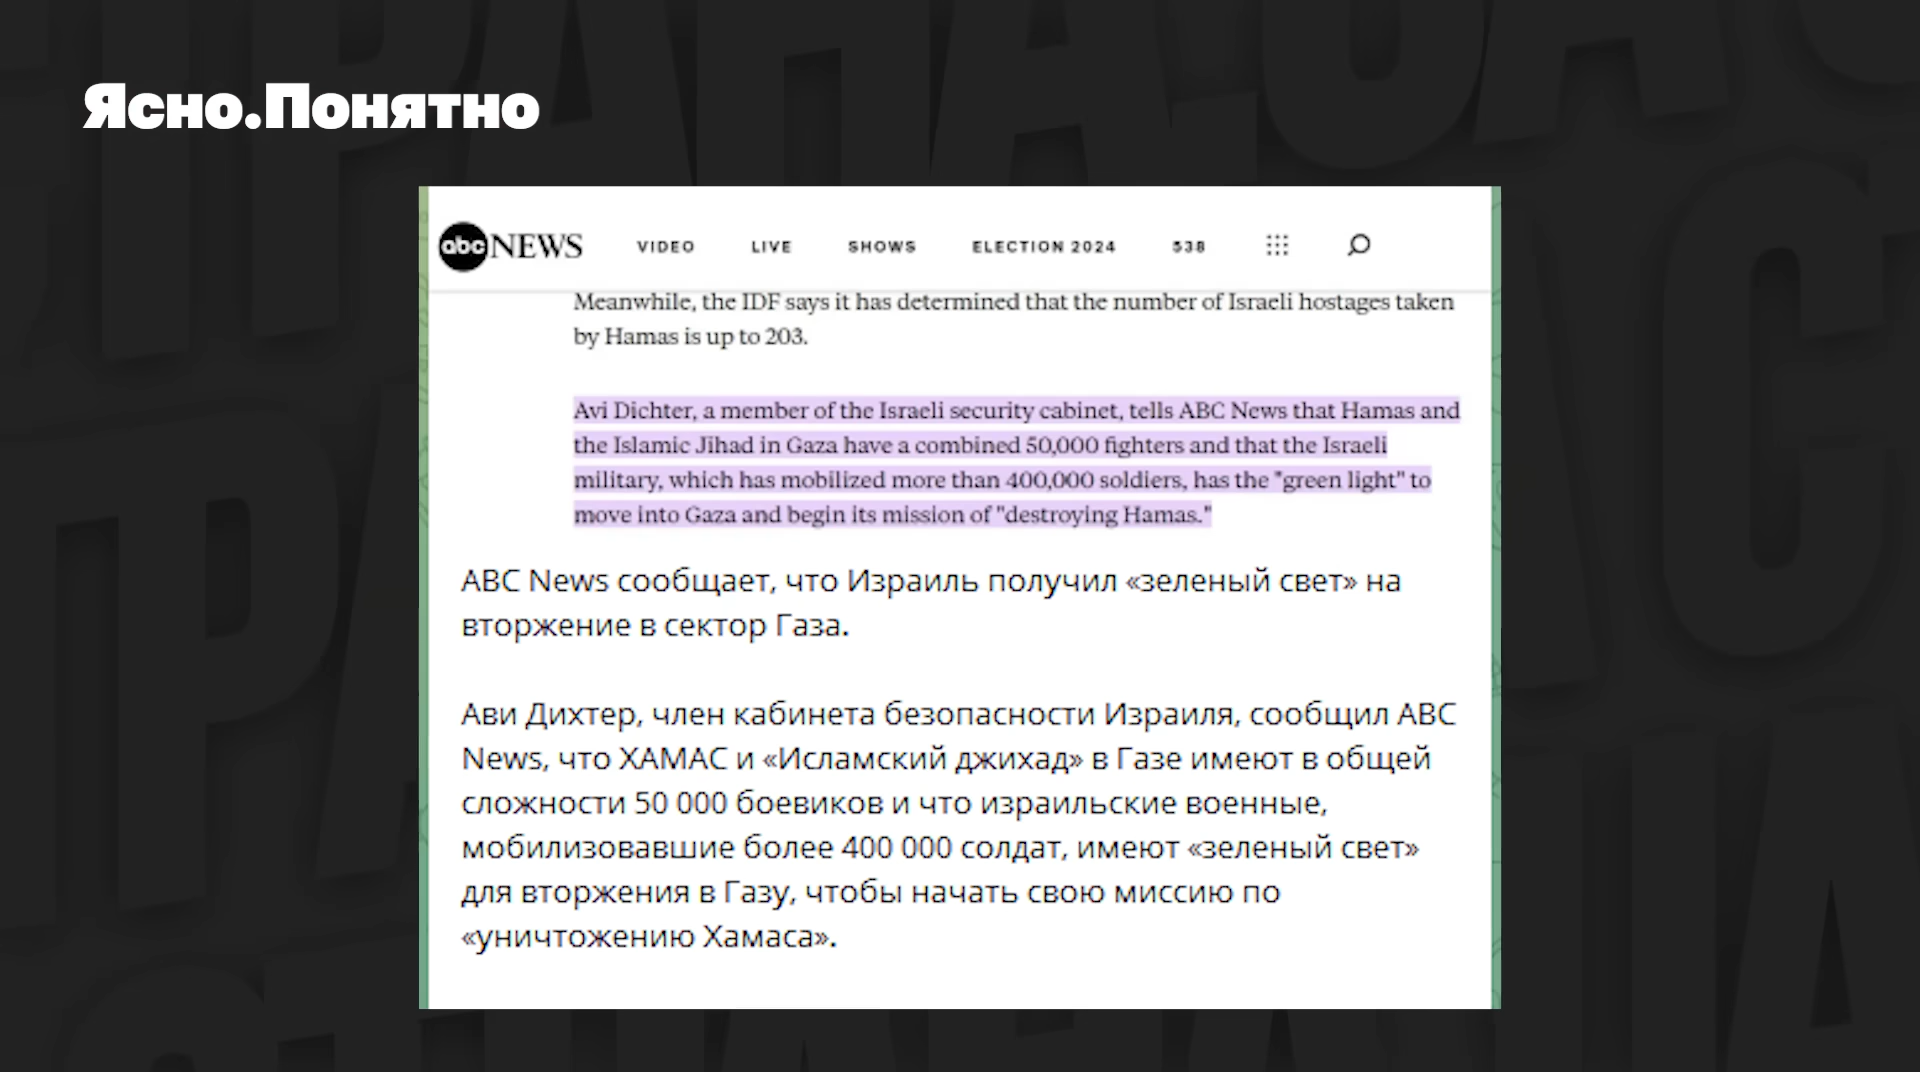 Ясно.Понятно
abc NEWS VIDEO LIVE SHOWS ELECTION 2024 538
Meanwhile, the IDF says it has determined that the number of Israeli hostages taken
by Hamas is up to 203.
Avi Dichter, a member of the Israeli security cabinet, tells ABC News that Hamas and
the Islamic Jihad in Gaza have a combined 50,000 fighters and that the Israeli
military, which has mobilized more than 400,000 soldiers, has the "green light" to
move into Gaza and begin its mission of "destroying Hamas."
ABC News сообщает, что Израиль получил «зеленый свет» на
вторжение в сектор Газа.
Ави Дихтер, член кабинета безопасности Израиля, сообщил ABC
News, что ХАМАС и «Исламский джихад» в Газе имеют в общей
сложности 50 000 боевиков и что израильские военные,
мобилизовавшие более 400 000 солдат, имеют «зеленый свет»
для вторжения в Газу, чтобы начать свою миссию по
«уничтожению Хамаса».